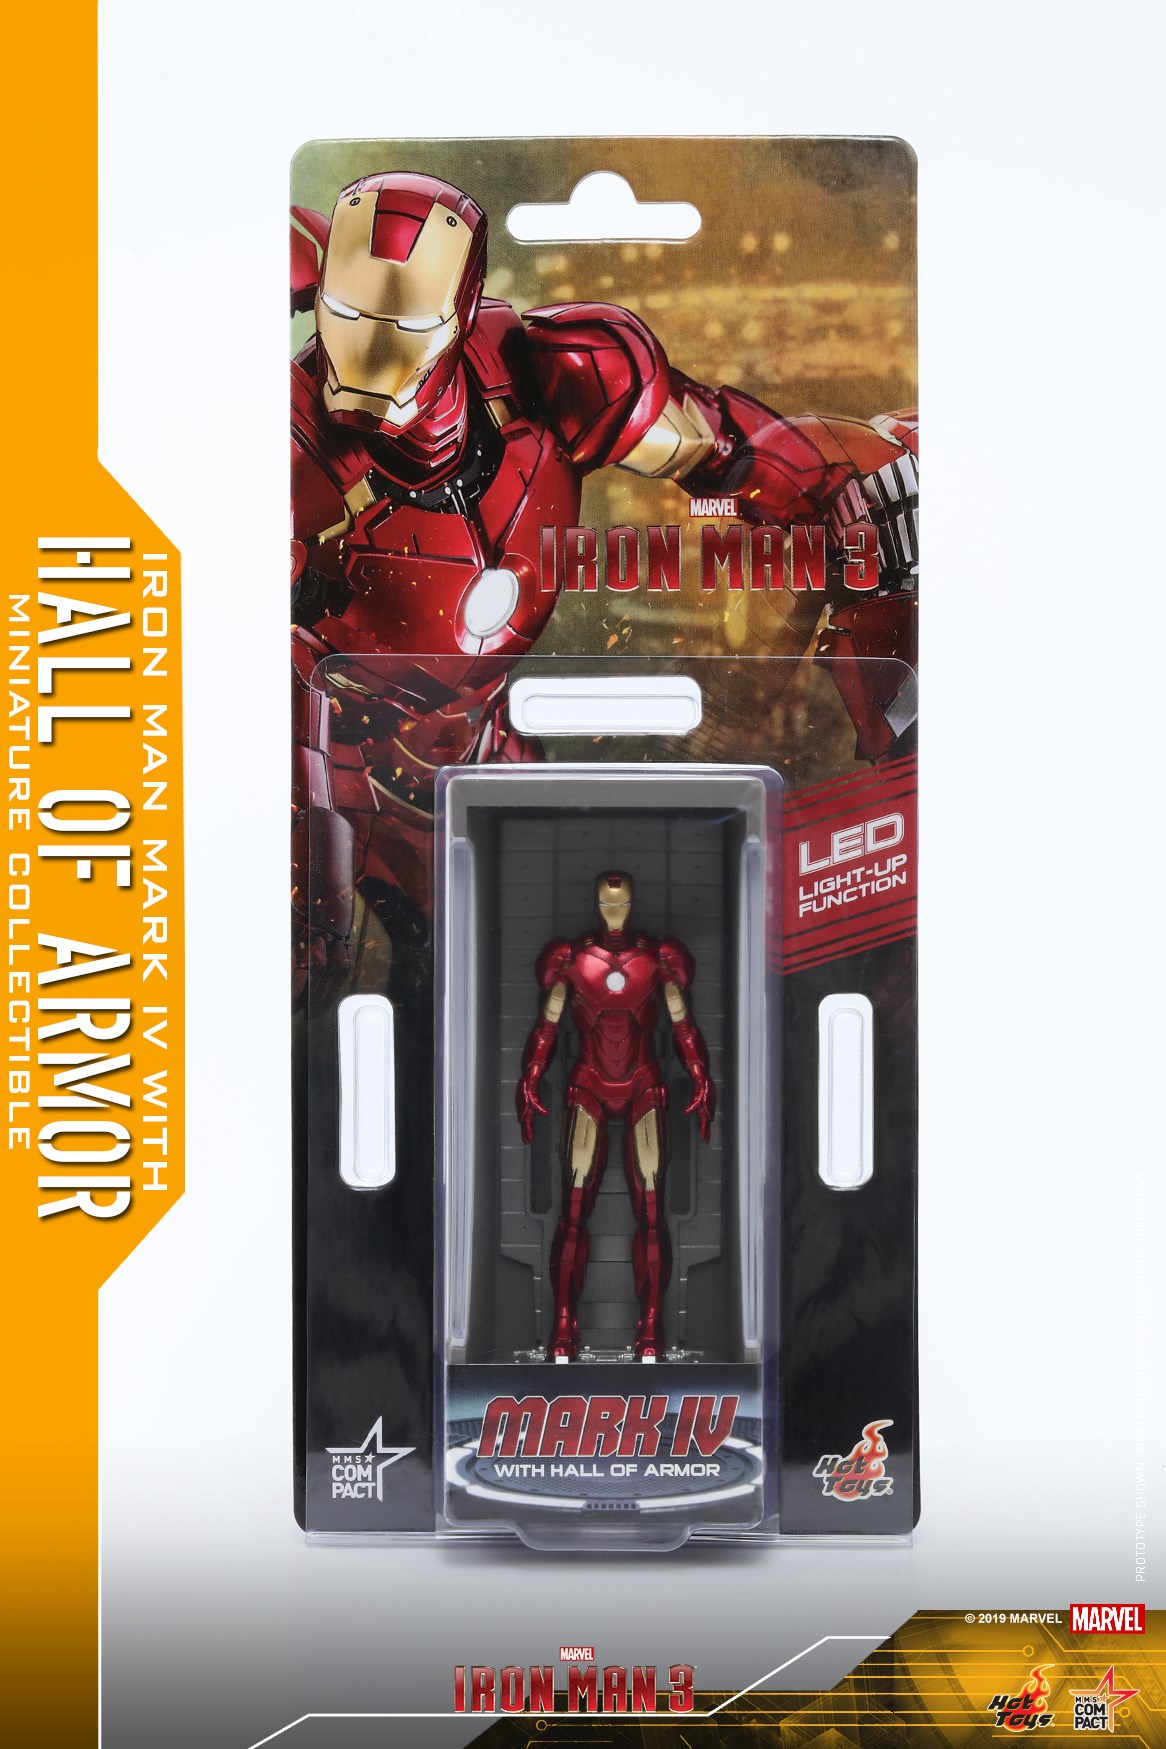 IRON MAN MARK IV WITH
HALL OF ARMOR
MINIATURE COLLECTIBLE
MARVEL
IRON MAN 3
LED
LIGHT-UP
FUNCTION
MARK IV
WITH HALL OF ARMOR
MMS
COM
PACT
Hot
Toys
© 2019 MARVEL
MARVEL
MARVEL
IRON MAN 3
Hot
Toys
MMS
COM
PACT
PROTOTYPE SHOWN